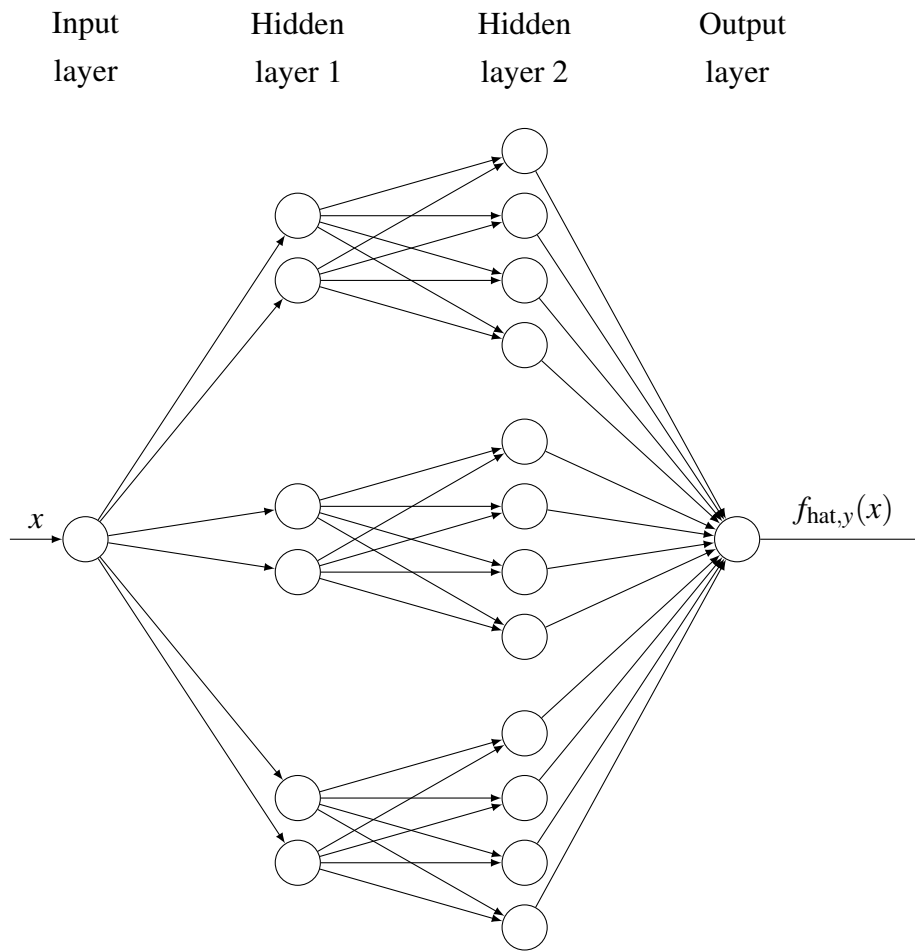 Input
layer
Hidden
layer 1
Hidden
layer 2
Output
layer
x
f_hat,y(x)